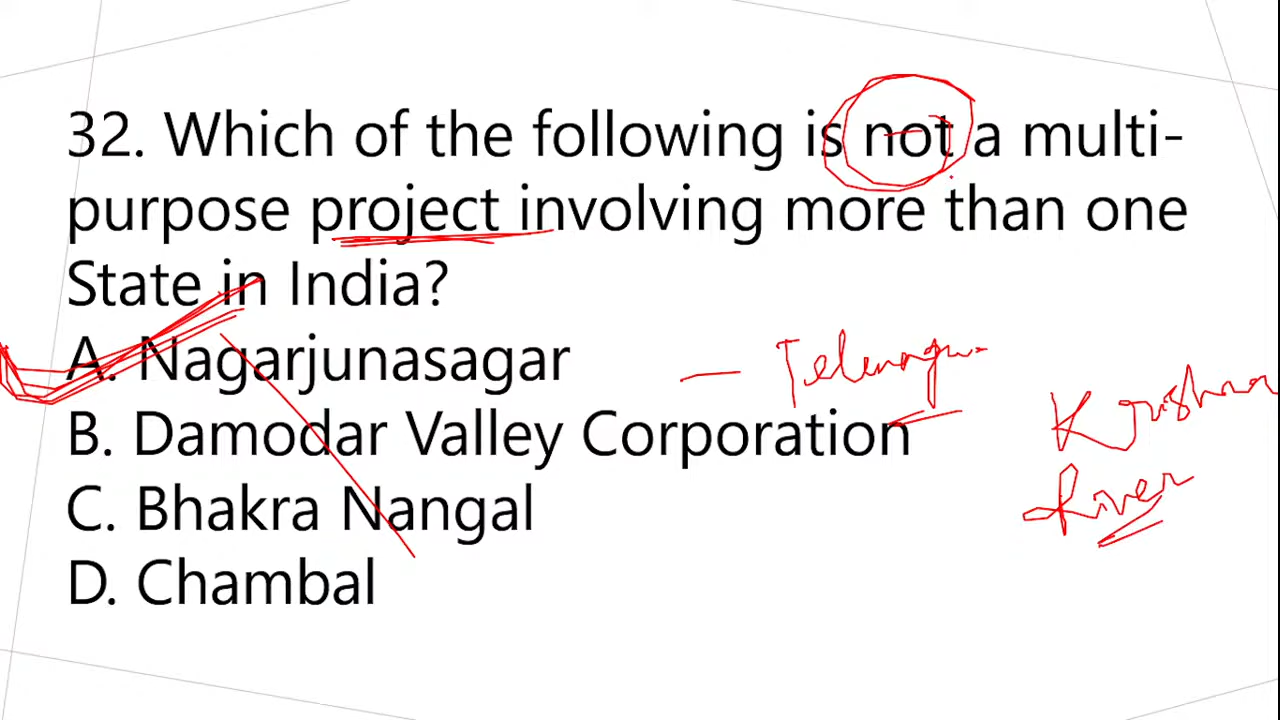 32. Which of the following is not a multi-
purpose project involving more than one
State in India?
A. Nagarjunasagar
B. Damodar Valley Corporation
C. Bhakra Nangal
D. Chambal
Krishna
River